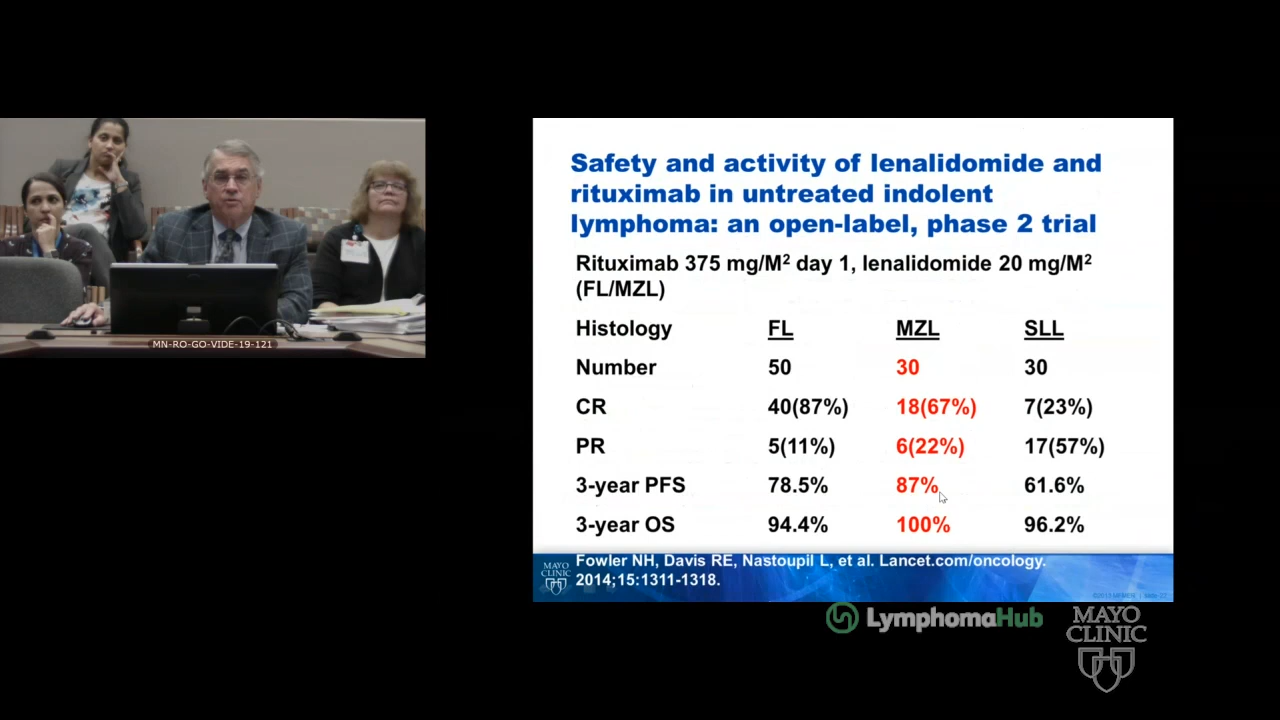 Safety and activity of lenalidomide and
rituximab in untreated indolent
lymphoma: an open-label, phase 2 trial
Rituximab 375 mg/M² day 1, lenalidomide 20 mg/M²
(FL/MZL)
Histology FL MZL SLL
Number 50 30 30
CR 40(87%) 18(67%) 7(23%)
PR 5(11%) 6(22%) 17(57%)
3-year PFS 78.5% 87% 61.6%
3-year OS 94.4% 100% 96.2%
Fowler NH, Davis RE, Nastoupil L, et al. Lancet.com/oncology.
2014;15:1311-1318.
MAYO
CLINIC
MN-RO-GO-VIDE-19-121
LymphomaHub
MAYO
CLINIC